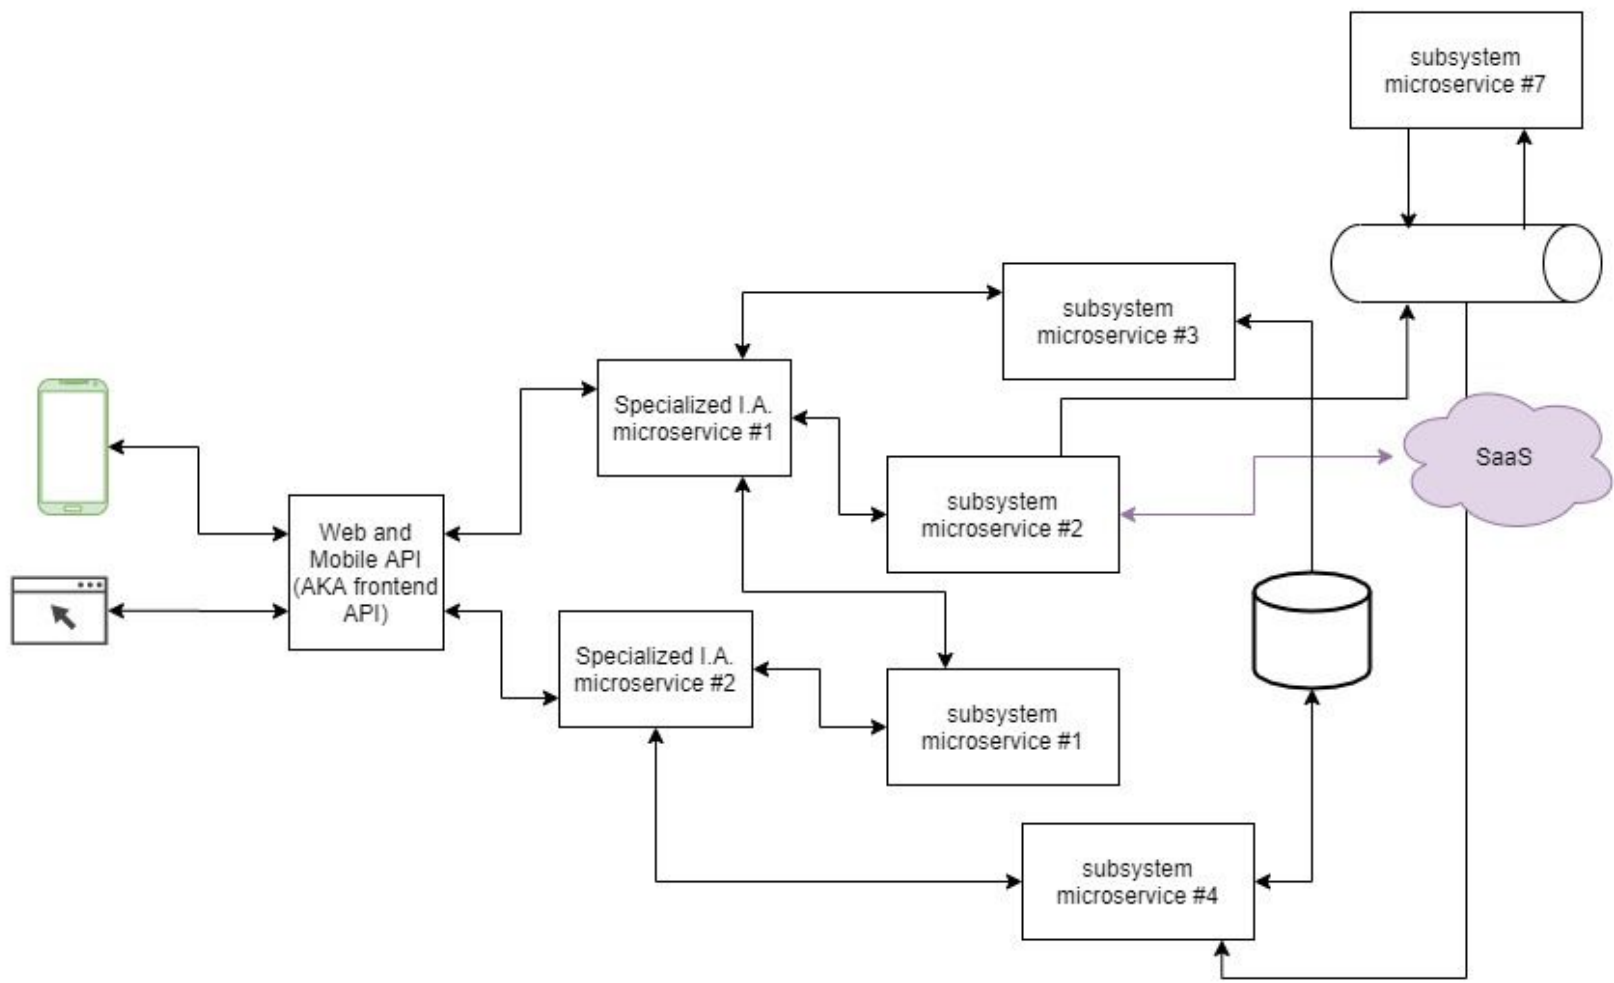 subsystem
microservice #7
subsystem
microservice #3
Specialized I.A.
microservice #1
SaaS
subsystem
microservice #2
Web and
Mobile API
(AKA frontend
API)
Specialized I.A.
microservice #2
subsystem
microservice #1
subsystem
microservice #4